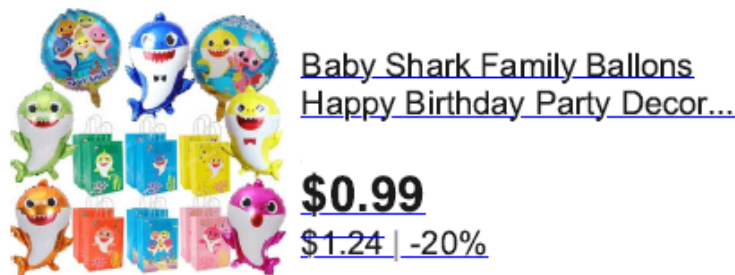 Baby Shark Family Ballons
Happy Birthday Party Decor...
$0.99
$1.24 | -20%